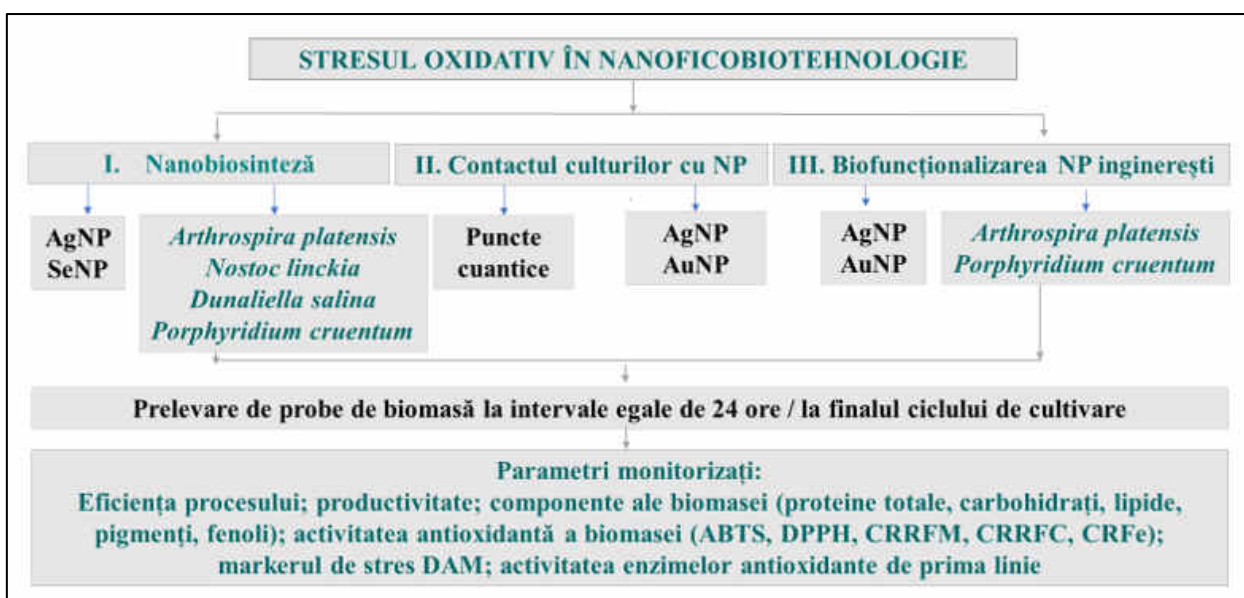 STRESUL OXIDATIV ÎN NANOFICOBIOTEHNOLOGIE
I. Nanobiosinteză
II. Contactul culturilor cu NP
III. Biofuncționalizarea NP inginerești
AgNP
SeNP
Arthrospira platensis
Nostoc linckia
Dunaliella salina
Porphyridium cruentum
Puncte
cuantice
AgNP
AuNP
AgNP
AuNP
Arthrospira platensis
Porphyridium cruentum
Prelevare de probe de biomasă la intervale egale de 24 ore / la finalul ciclului de cultivare
Parametri monitorizați:
Eficiența procesului; productivitate; componente ale biomasei (proteine totale, carbohidrați, lipide,
pigmenți, fenoli); activitatea antioxidantă a biomasei (ABTS, DPPH, CRRFM, CRRFC, CRFe);
markerul de stres DAM; activitatea enzimelor antioxidante de prima linie